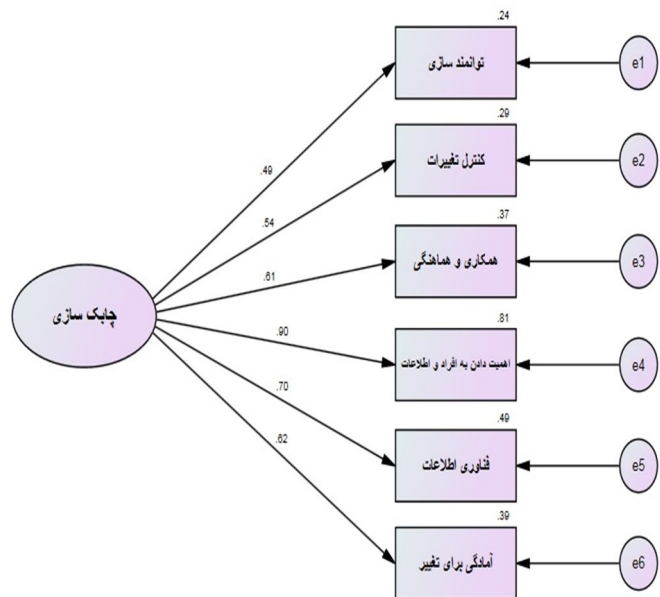 .24
توانمند سازی
e1
.49
.29
کنترل تغییرات
e2
.54
.37
همکاری و هماهنگی
e3
.61
چابک سازی
.81
اهمیت دادن به افراد و اطلاعات
e4
.90
.70
.49
فناوری اطلاعات
e5
.62
.39
آمادگی برای تغییر
e6